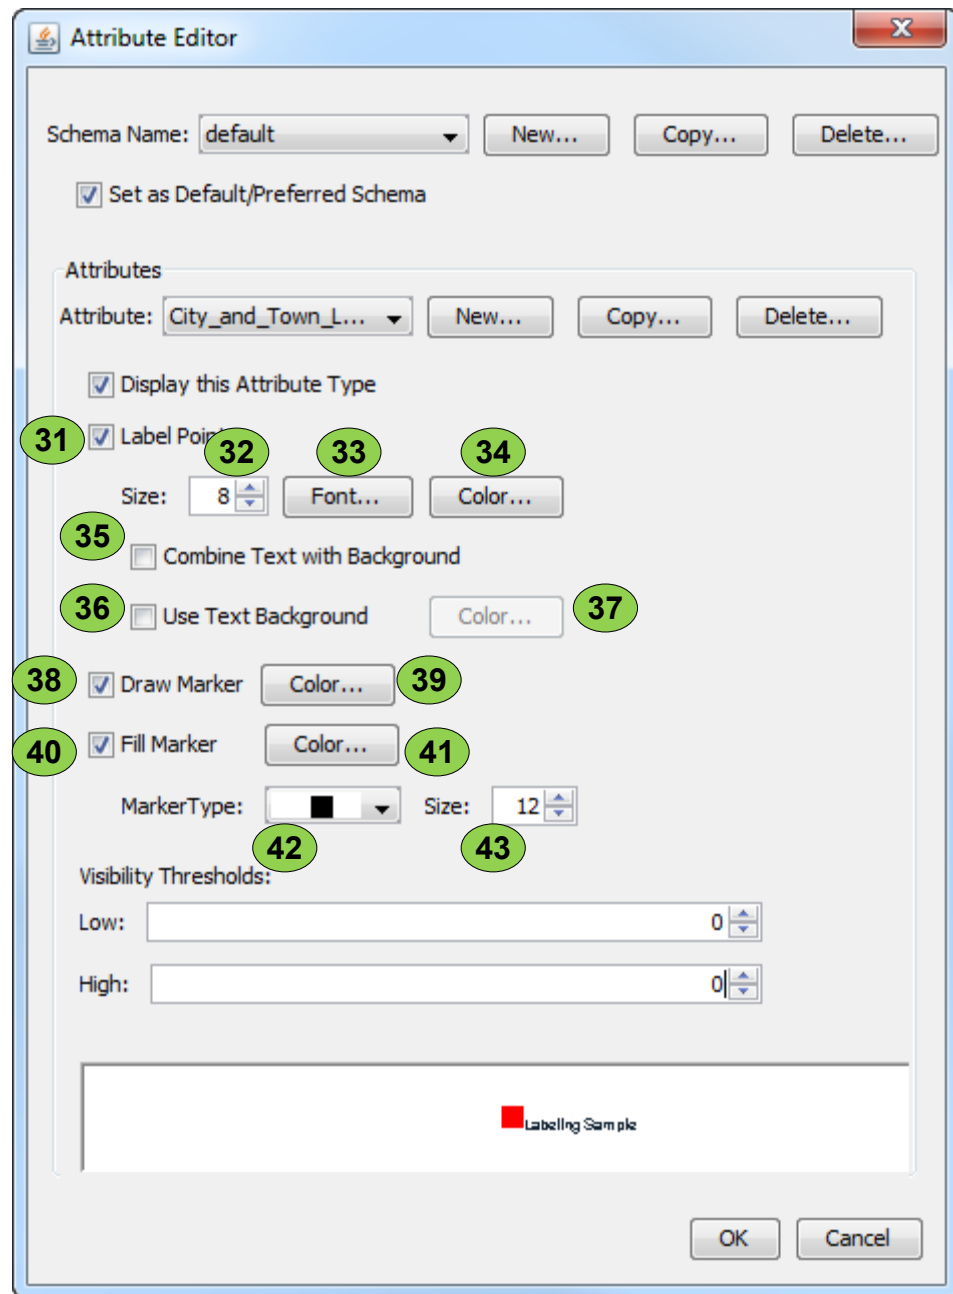 Attribute Editor
Schema Name: default New... Copy... Delete...
Set as Default/Preferred Schema
Attributes
Attribute: City_and_Town_L... New... Copy... Delete...
Display this Attribute Type
31 Label Poin
32 33 34
Size: 8 Font... Color...
35
Combine Text with Background
36 Use Text Background Color... 37
38 Draw Marker Color... 39
40 Fill Marker Color... 41
MarkerType: Size: 12
42 43
Visibility Thresholds:
Low: 0
High: 0
Labeling Sample
OK Cancel